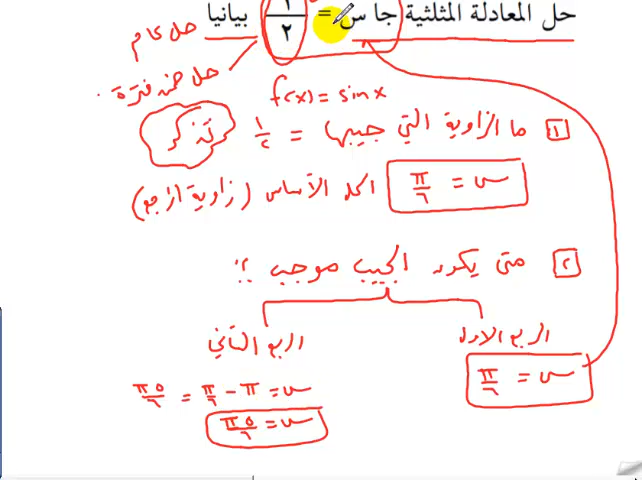 حل المعادلة المثلثية جا س = ١/٢ بيانيا
حل عام
حل ضمن فترة
f(x) = sin x
١ ما الزاوية التي جيبها = ١/٢ تذكر
س = π/٦ الحل الأساس (زاوية المرجع)
٢ متى يكون الجيب موجب ؟!
الربع الأول الربع الثاني
س = π/٦ س = π - π/٦ = ٥π/٦
س = ٥π/٦